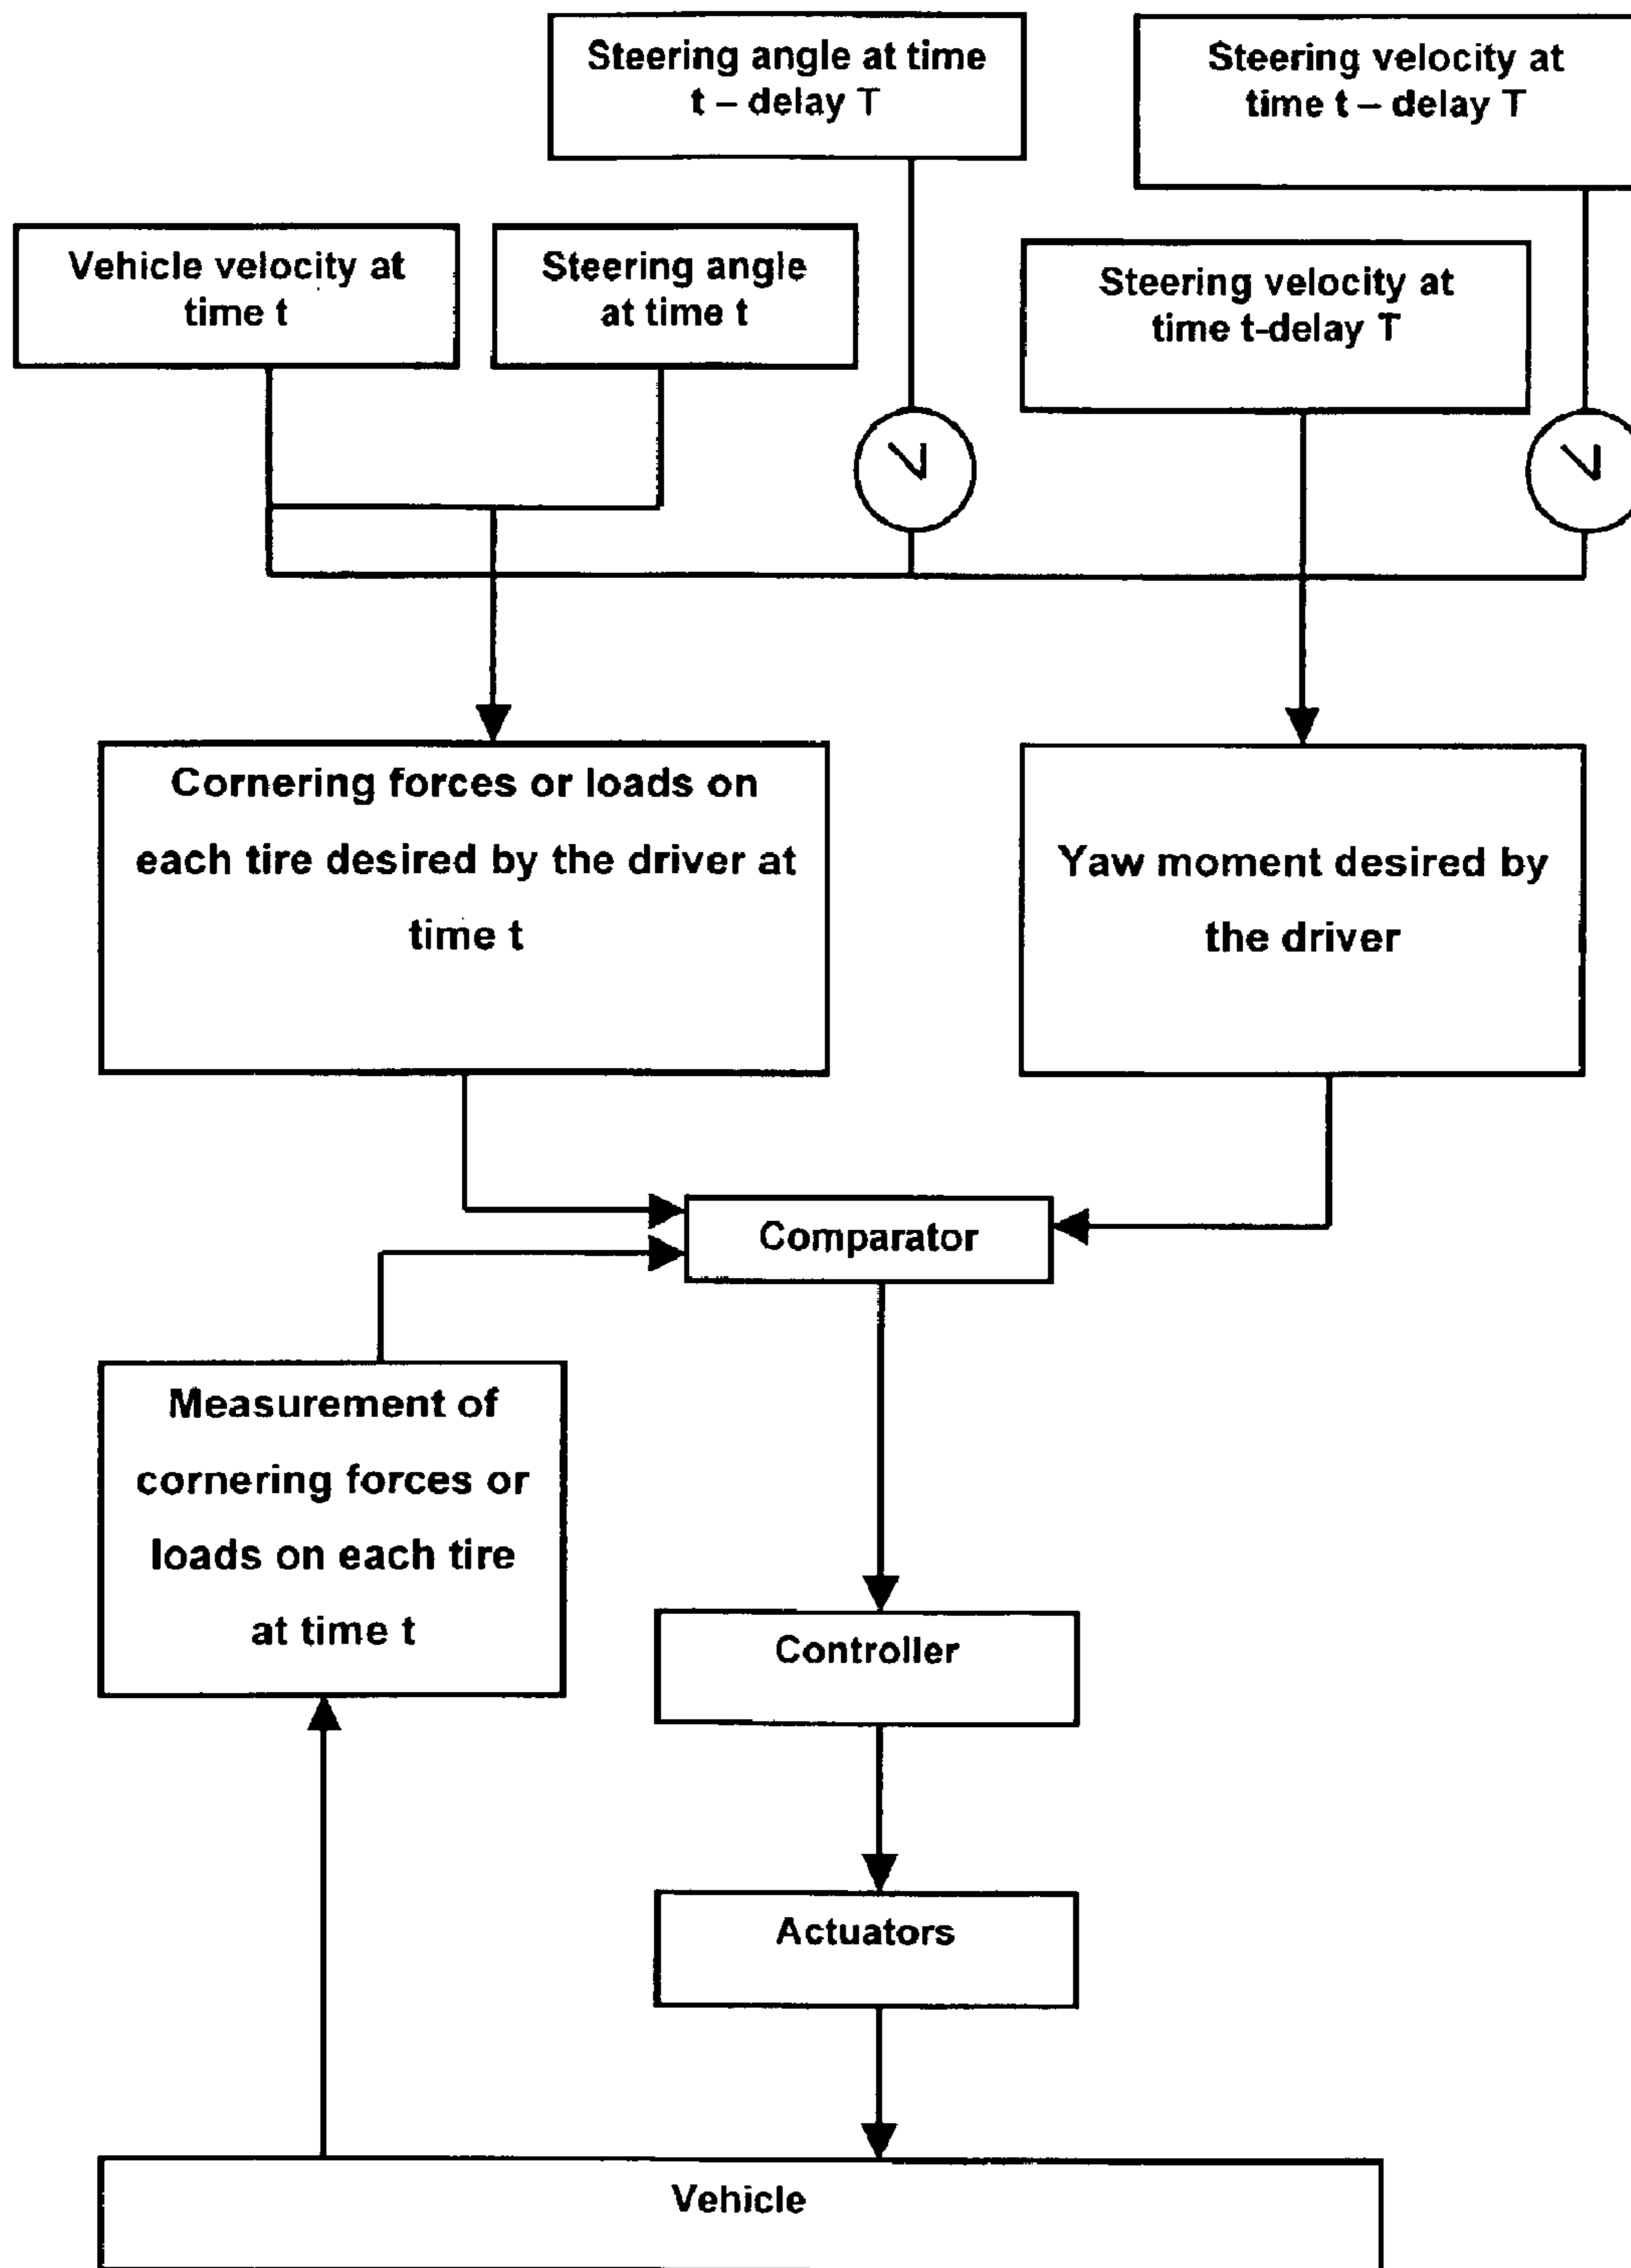 Steering angle at time
t – delay T
Steering velocity at
time t – delay T
Vehicle velocity at
time t
Steering angle
at time t
Steering velocity at
time t-delay T
Cornering forces or loads on
each tire desired by the driver at
time t
Yaw moment desired by
the driver
Comparator
Measurement of
cornering forces or
loads on each tire
at time t
Controller
Actuators
Vehicle